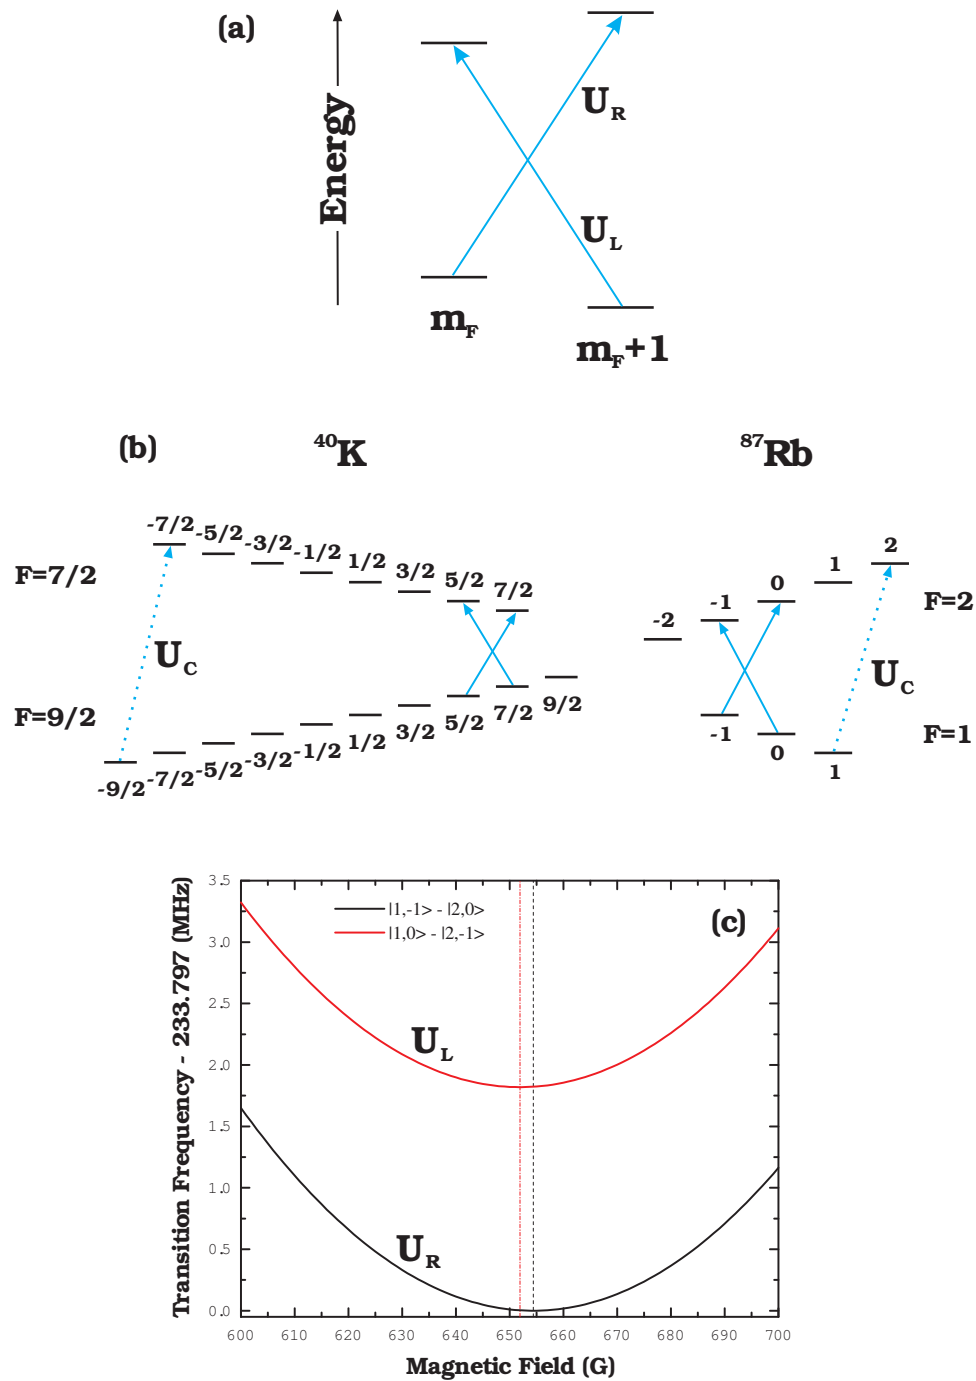 (a)
Energy
U_R
U_L
m_F
m_F+1
(b)
⁴⁰K
⁸⁷Rb
-7/2 -5/2 -3/2 -1/2 1/2 3/2 5/2 7/2
F=7/2
U_C
F=9/2
-9/2 -7/2 -5/2 -3/2 -1/2 1/2 3/2 5/2 7/2 9/2
-2 -1 0 1 2
F=2
U_C
F=1
-1 0 1
(c)
|1,-1> - |2,0>
|1,0> - |2,-1>
U_L
U_R
Transition Frequency - 233.797 (MHz)
3.5
3.0
2.5
2.0
1.5
1.0
0.5
0.0
600 610 620 630 640 650 660 670 680 690 700
Magnetic Field (G)